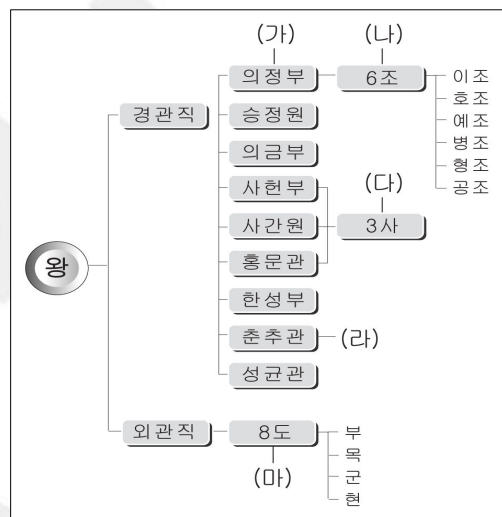 (가) (나)
의정부 6조 이조
경관직 승정원 호조
예조
의금부 병조
형조
사헌부 (다) 공조
사간원 3사
왕 홍문관
한성부
춘추관 (라)
성균관
외관직 8도 부
목
(마) 군
현